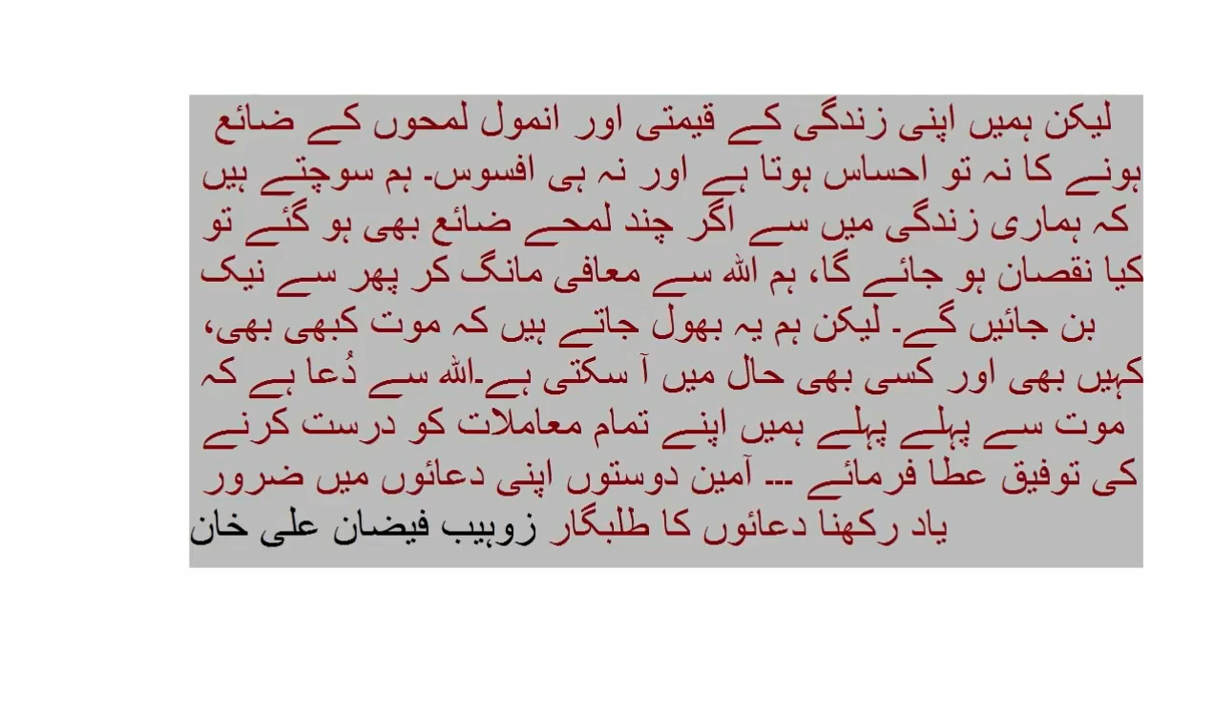 لیکن ہمیں اپنی زندگی کے قیمتی اور انمول لمحوں کے ضائع
ہونے کا نہ تو احساس ہوتا ہے اور نہ ہی افسوس۔ ہم سوچتے ہیں
کہ ہماری زندگی میں سے اگر چند لمحے ضائع بھی ہو گئے تو
کیا نقصان ہو جائے گا، ہم اللہ سے معافی مانگ کر پھر سے نیک
بن جائیں گے۔ لیکن ہم یہ بھول جاتے ہیں کہ موت کبھی بھی،
کہیں بھی اور کسی بھی حال میں آ سکتی ہے۔اللہ سے دُعا ہے کہ
موت سے پہلے پہلے ہمیں اپنے تمام معاملات کو درست کرنے
کی توفیق عطا فرمائے ۔۔۔ آمین دوستوں اپنی دعائوں میں ضرور
یاد رکھنا دعائوں کا طلبگار زوہیب فیضان علی خان